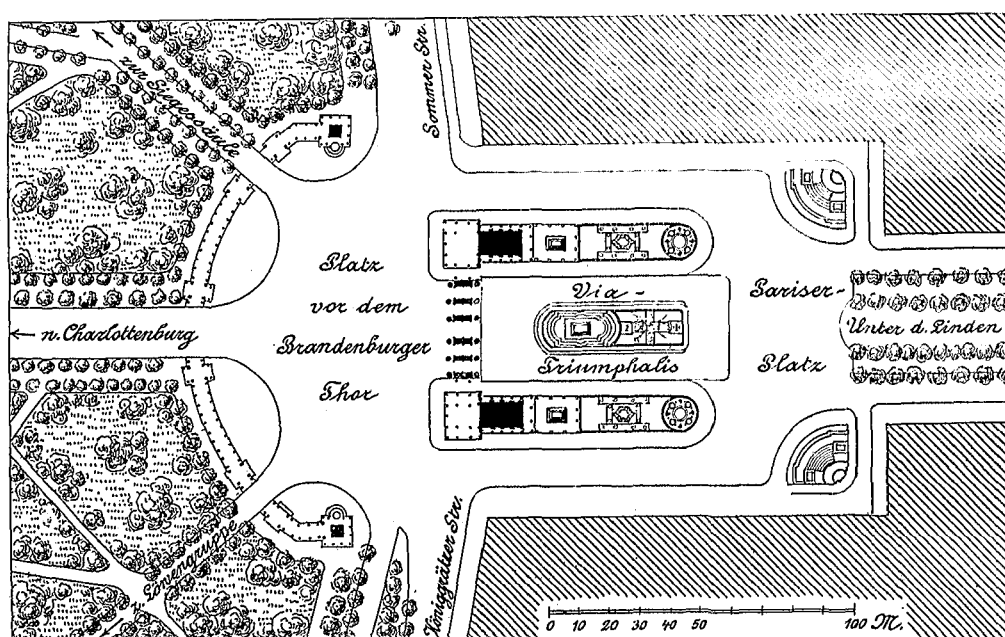 zur Siegessäule
Sommer Str.
Platz
vor dem
Brandenburger
Thor
← n. Charlottenburg
Via-
Triumphalis
Pariser-
Platz
Unter d. Linden
z. Löwengruppe
Königgrätzer Str.
0 10 20 30 40 50 100 M.